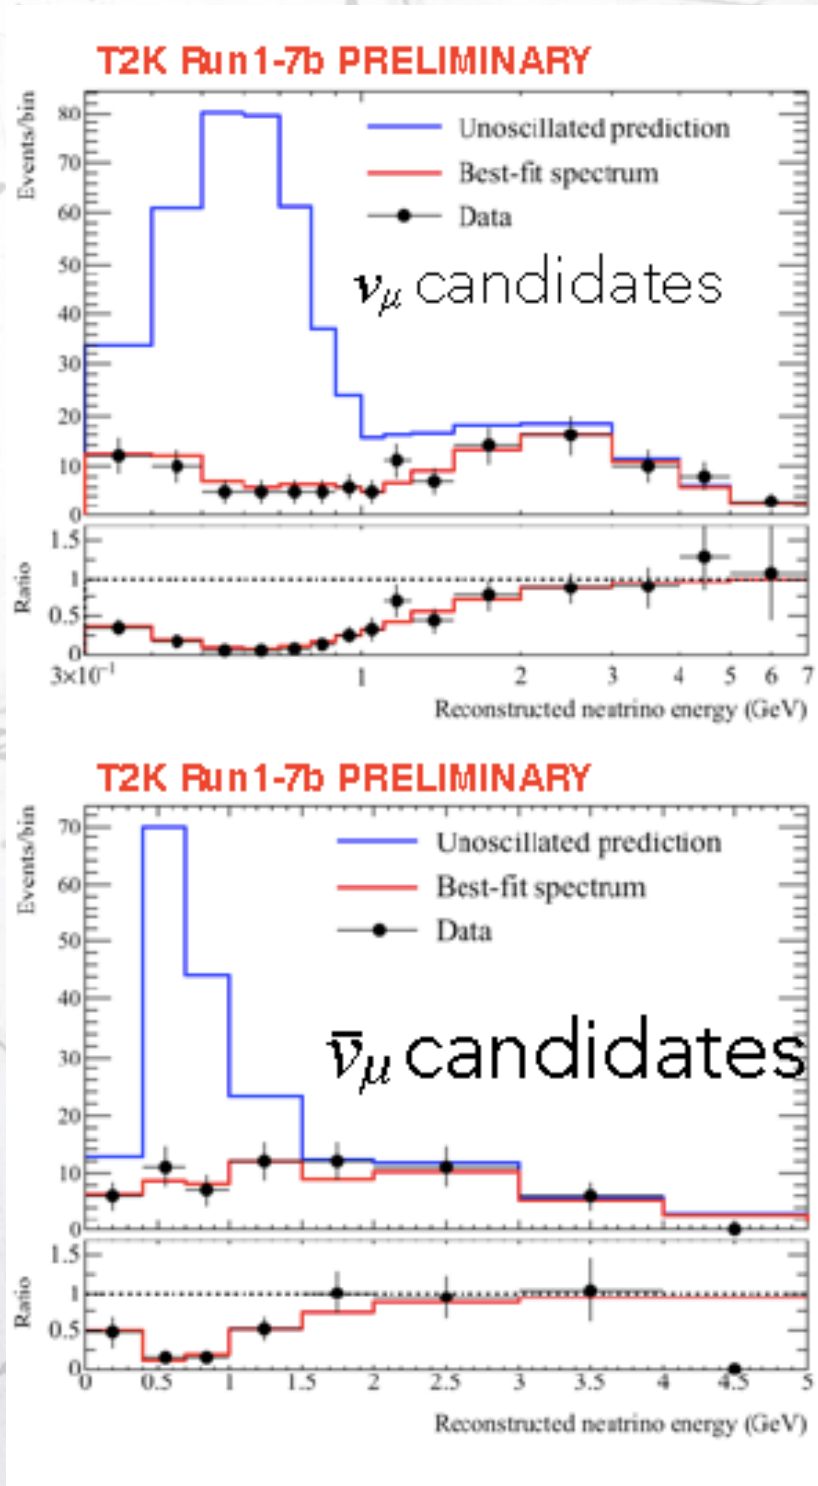 T2K Run1-7b PRELIMINARY
Events/bin
80
70
60
50
40
30
20
10
0
Unoscillated prediction
Best-fit spectrum
Data
νμ candidates
Ratio
1.5
1
0.5
0
3×10⁻¹ 1 2 3 4 5 6 7
Reconstructed neutrino energy (GeV)
T2K Run1-7b PRELIMINARY
Events/bin
70
60
50
40
30
20
10
0
Unoscillated prediction
Best-fit spectrum
Data
ν̄μ candidates
Ratio
1.5
1
0.5
0
0 0.5 1 1.5 2 2.5 3 3.5 4 4.5 5
Reconstructed neutrino energy (GeV)